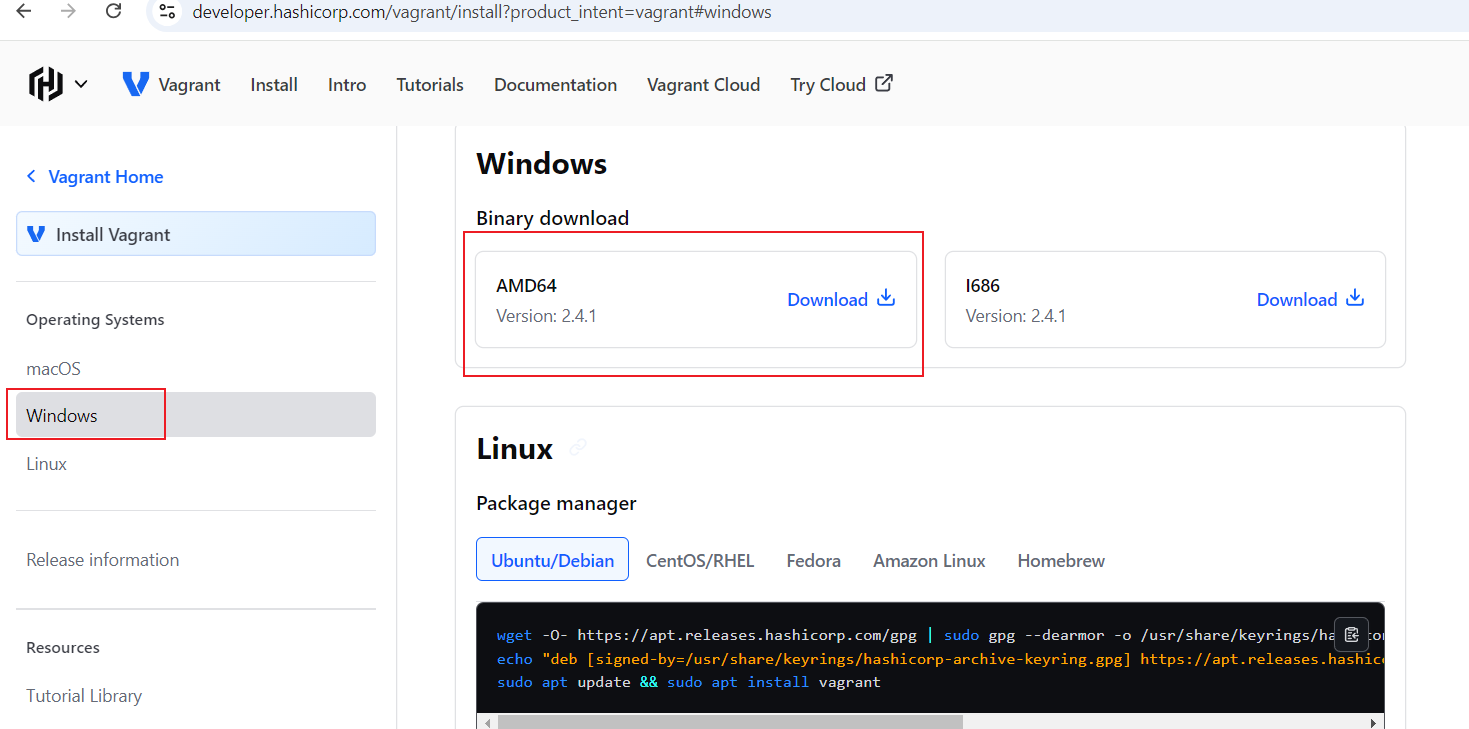 developer.hashicorp.com/vagrant/install?product_intent=vagrant#windows
Vagrant Install Intro Tutorials Documentation Vagrant Cloud Try Cloud
Vagrant Home
Install Vagrant
Operating Systems
macOS
Windows
Linux
Release information
Resources
Tutorial Library
Windows
Binary download
AMD64
Version: 2.4.1
Download
I686
Version: 2.4.1
Download
Linux
Package manager
Ubuntu/Debian CentOS/RHEL Fedora Amazon Linux Homebrew
wget -O- https://apt.releases.hashicorp.com/gpg | sudo gpg --dearmor -o /usr/share/keyrings/
echo "deb [signed-by=/usr/share/keyrings/hashicorp-archive-keyring.gpg] https://apt.releases.hashic
sudo apt update && sudo apt install vagrant